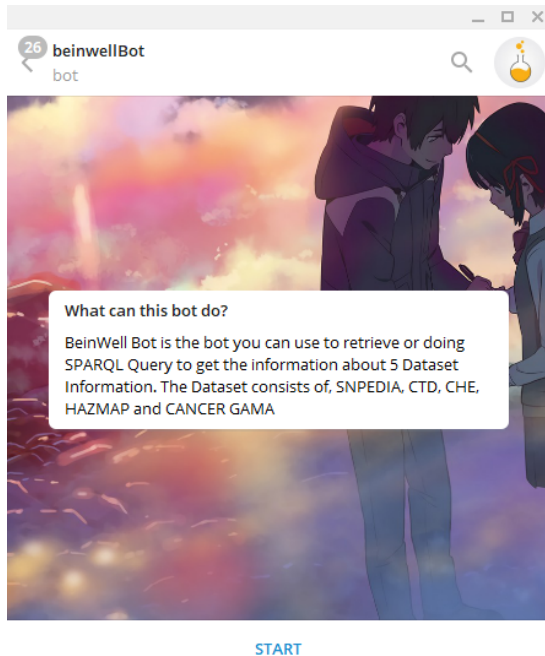 26
beinwellBot
bot
What can this bot do?
BeinWell Bot is the bot you can use to retrieve or doing
SPARQL Query to get the information about 5 Dataset
Information. The Dataset consists of, SNPEDIA, CTD, CHE,
HAZMAP and CANCER GAMA
START